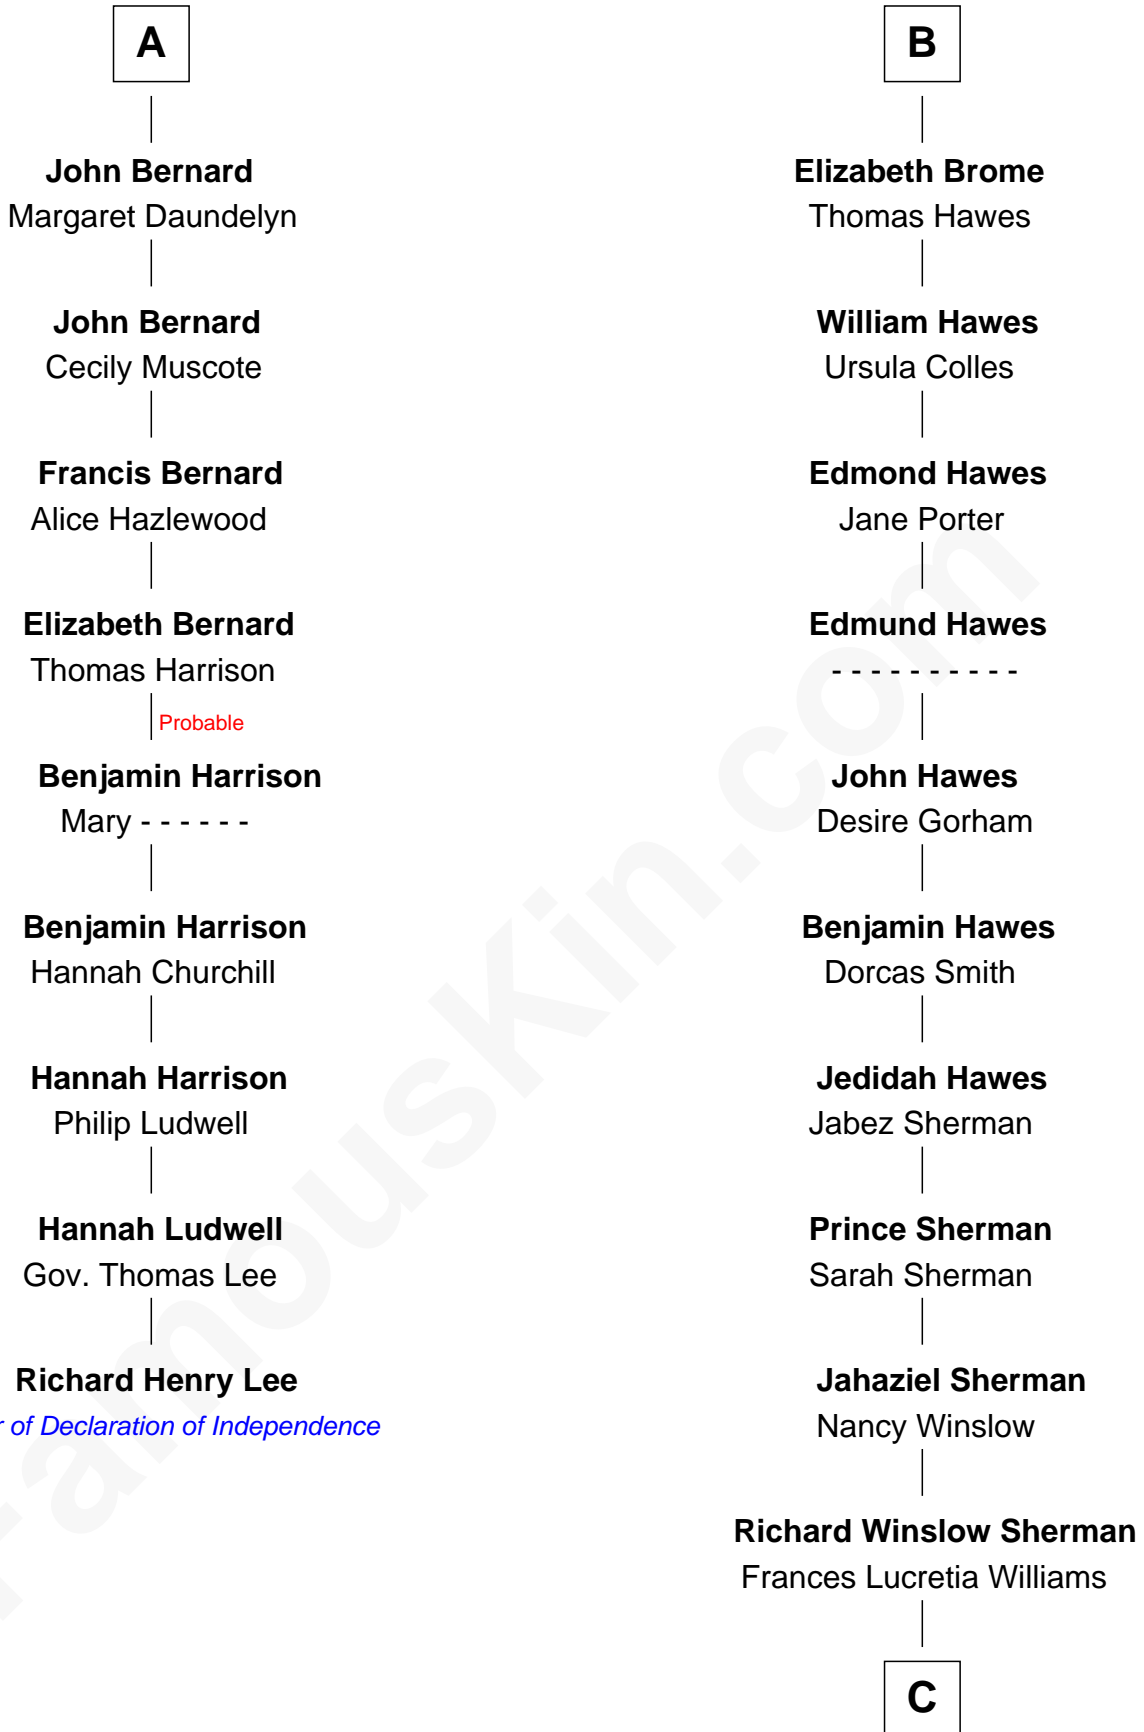 A
John Bernard
Margaret Daundelyn
John Bernard
Cecily Muscote
Francis Bernard
Alice Hazlewood
Elizabeth Bernard
Thomas Harrison
Probable
Benjamin Harrison
Mary - - - - - -
Benjamin Harrison
Hannah Churchill
Hannah Harrison
Philip Ludwell
Hannah Ludwell
Gov. Thomas Lee
Richard Henry Lee
r of Declaration of Independence
B
Elizabeth Brome
Thomas Hawes
William Hawes
Ursula Colles
Edmond Hawes
Jane Porter
Edmund Hawes
- - - - - - - - - -
John Hawes
Desire Gorham
Benjamin Hawes
Dorcas Smith
Jedidah Hawes
Jabez Sherman
Prince Sherman
Sarah Sherman
Jahaziel Sherman
Nancy Winslow
Richard Winslow Sherman
Frances Lucretia Williams
C
FamousKin.com